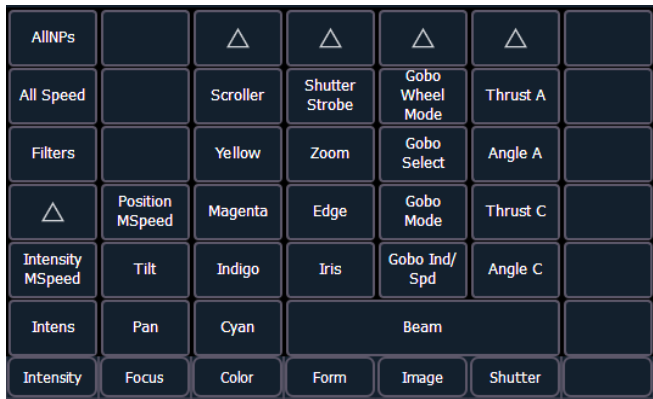 AllNPs
All Speed
Scroller
Shutter
Strobe
Gobo
Wheel
Mode
Thrust A
Filters
Yellow
Zoom
Gobo
Select
Angle A
Position
MSpeed
Magenta
Edge
Gobo
Mode
Thrust C
Intensity
MSpeed
Tilt
Indigo
Iris
Gobo Ind/
Spd
Angle C
Intens
Pan
Cyan
Beam
Intensity
Focus
Color
Form
Image
Shutter